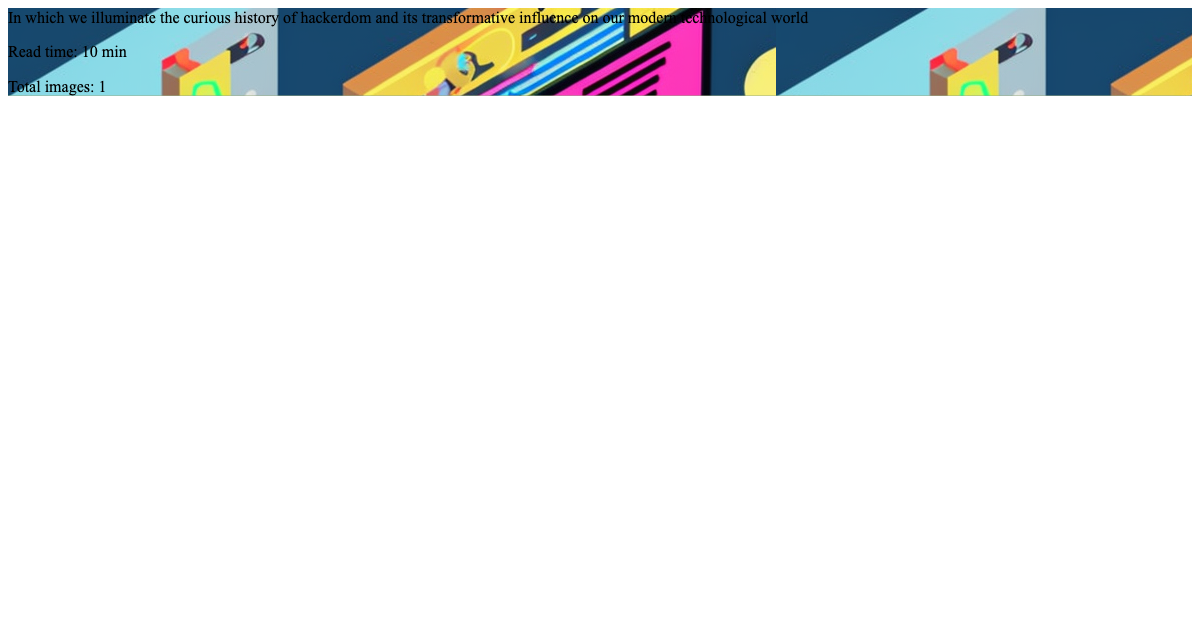 In which we illuminate the curious history of hackerdom and its transformative influence on our modern technological world
Read time: 10 min
Total images: 1